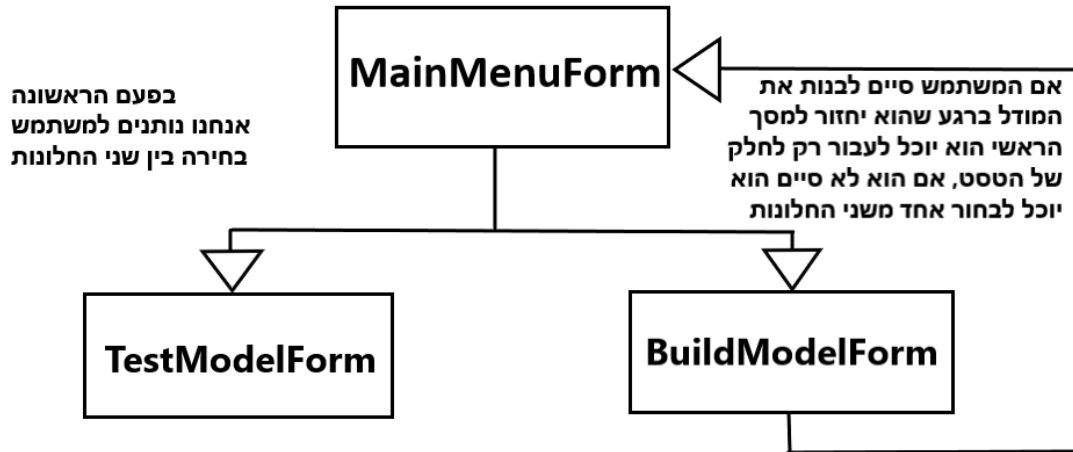 MainMenuForm
בפעם הראשונה
אנחנו נותנים למשתמש
בחירה בין שני החלונות
אם המשתמש סיים לבנות את
המודל ברגע שהוא יחזור למסך
הראשי הוא יוכל לעבור רק לחלק
של הטסט, אם הוא לא סיים הוא
יוכל לבחור אחד משני החלונות
TestModelForm
BuildModelForm